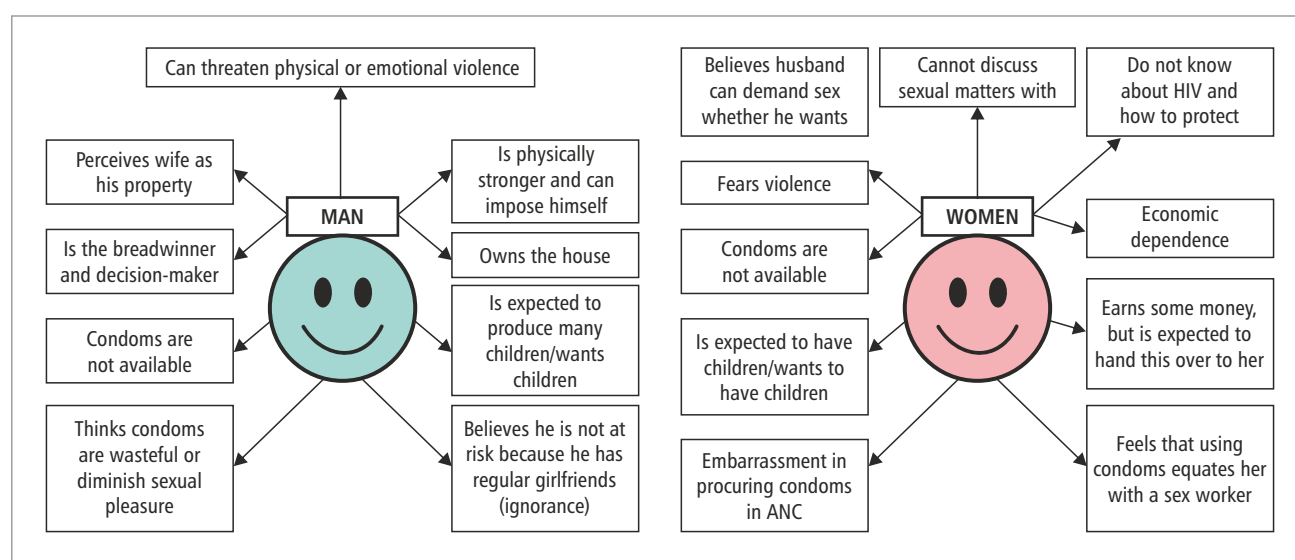 Can threaten physical or emotional violence
Perceives wife as
his property
Is physically
stronger and can
impose himself
MAN
Is the breadwinner
and decision-maker
Owns the house
Condoms are
not available
Is expected to
produce many
children/wants
children
Thinks condoms
are wasteful or
diminish sexual
pleasure
Believes he is not at
risk because he has
regular girlfriends
(ignorance)
Believes husband
can demand sex
whether he wants
Cannot discuss
sexual matters with
Do not know
about HIV and
how to protect
Fears violence
WOMEN
Economic
dependence
Condoms are
not available
Is expected to have
children/wants to
have children
Earns some money,
but is expected to
hand this over to her
Embarrassment in
procuring condoms
in ANC
Feels that using
condoms equates her
with a sex worker